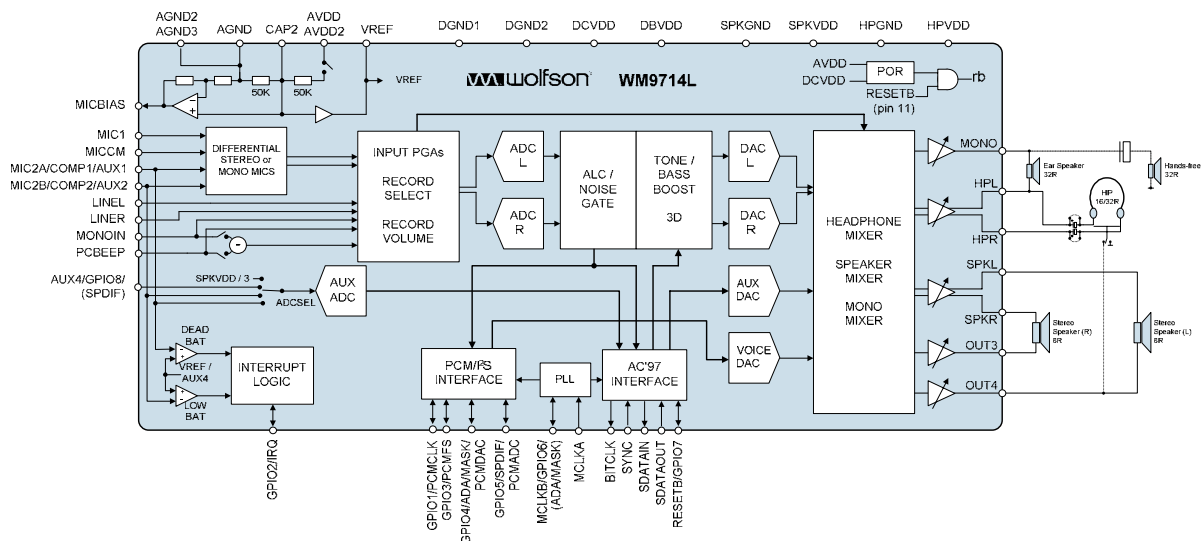 AGND2
AGND3
AGND
CAP2
AVDD
AVDD2
VREF
DGND1
DGND2
DCVDD
DBVDD
SPKGND
SPKVDD
HPGND
HPVDD
VREF
50K
50K
wolfson
WM9714L
AVDD
DCVDD
POR
RESETB
(pin 11)
rb
MICBIAS
MIC1
MICCM
MIC2A/COMP1/AUX1
MIC2B/COMP2/AUX2
LINEL
LINER
MONOIN
PCBEEP
AUX4/GPIO8/
(SPDIF)
DIFFERENTIAL
STEREO or
MONO MICS
INPUT PGAs
RECORD
SELECT
RECORD
VOLUME
ADC
L
ADC
R
ALC /
NOISE
GATE
TONE /
BASS
BOOST
3D
DAC
L
DAC
R
HEADPHONE
MIXER
SPEAKER
MIXER
MONO
MIXER
MONO
HPL
HPR
SPKL
SPKR
OUT3
OUT4
Ear Speaker
32R
Hands-free
32R
HP
16/32R
Stereo
Speaker (R)
8R
Stereo
Speaker (L)
8R
SPKVDD / 3
ADCSEL
AUX
ADC
AUX
DAC
VOICE
DAC
DEAD
BAT
VREF /
AUX4
LOW
BAT
INTERRUPT
LOGIC
PCM/I²S
INTERFACE
PLL
AC'97
INTERFACE
GPIO2/IRQ
GPIO1/PCMCLK
GPIO3/PCMFS
GPIO4/ADA/MASK/
PCMDAC
GPIO5/SPDIF/
PCMADC
MCLKB/GPIO6/
(ADA/MASK)
MCLKA
BITCLK
SYNC
SDATAIN
SDATAOUT
RESETB/GPIO7